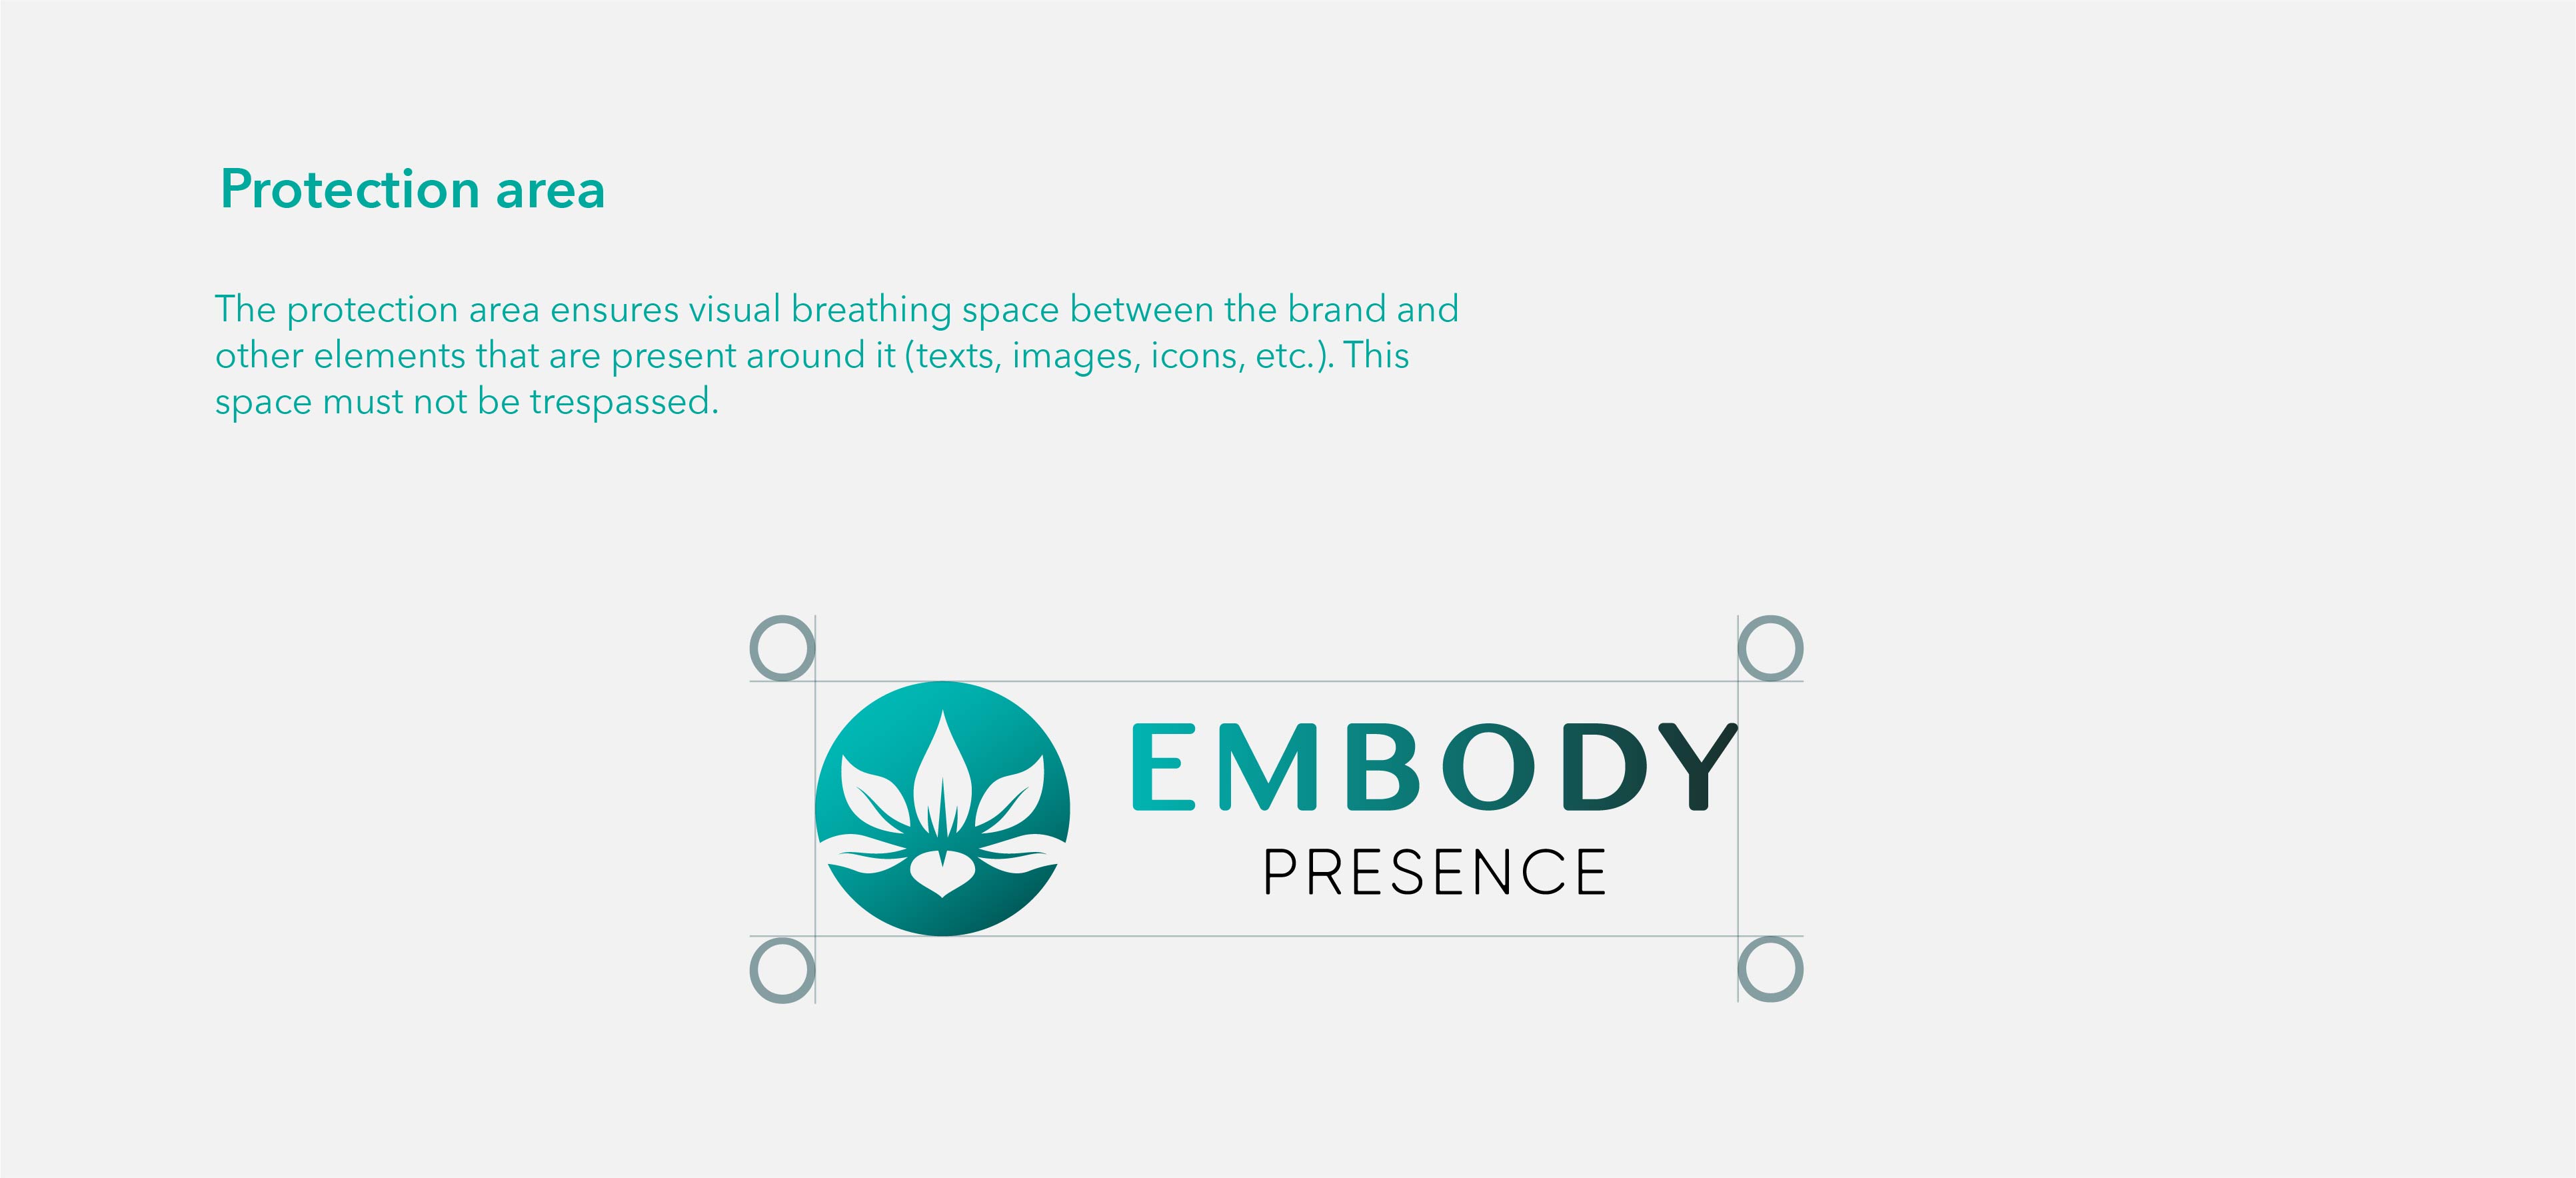 Protection area
The protection area ensures visual breathing space between the brand and
other elements that are present around it (texts, images, icons, etc.). This
space must not be trespassed.
EMBODY
PRESENCE